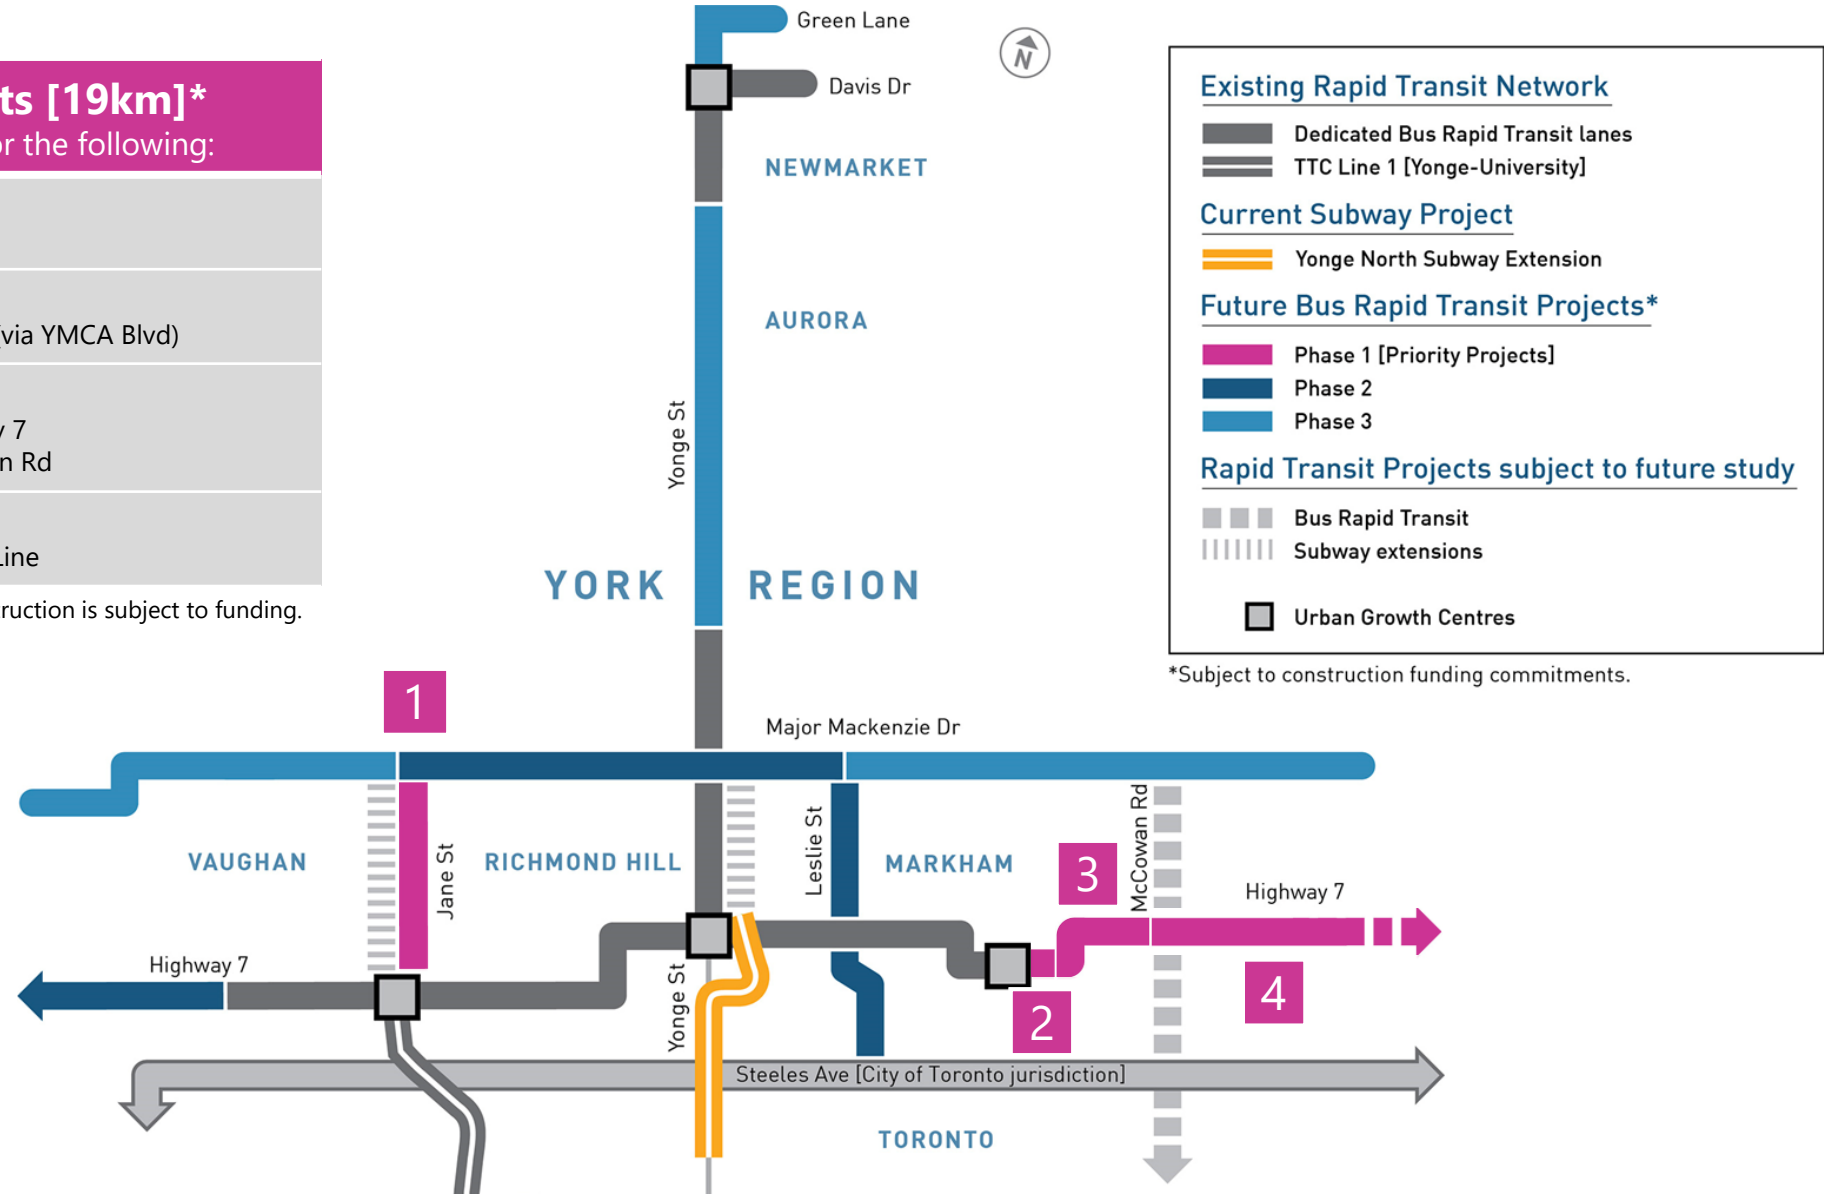 ts [19km]*
r the following:
(via YMCA Blvd)
7
n Rd
Line
ruction is subject to funding.
Green Lane
N
Davis Dr
NEWMARKET
AURORA
Yonge St
YORK REGION
Existing Rapid Transit Network
Dedicated Bus Rapid Transit lanes
TTC Line 1 [Yonge-University]
Current Subway Project
Yonge North Subway Extension
Future Bus Rapid Transit Projects*
Phase 1 [Priority Projects]
Phase 2
Phase 3
Rapid Transit Projects subject to future study
Bus Rapid Transit
Subway extensions
Urban Growth Centres
*Subject to construction funding commitments.
1
Major Mackenzie Dr
VAUGHAN
Jane St
RICHMOND HILL
Leslie St
MARKHAM
3
McCowan Rd
Highway 7
Highway 7
Yonge St
2
4
Steeles Ave [City of Toronto jurisdiction]
TORONTO